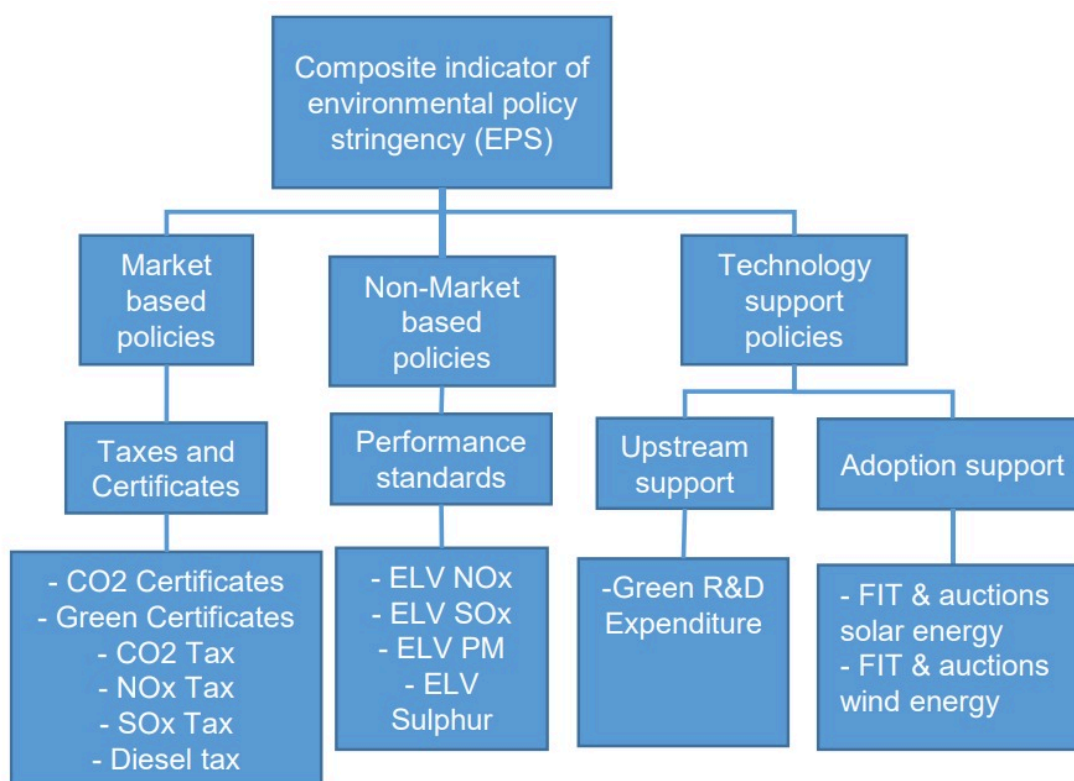 Composite indicator of
environmental policy
stringency (EPS)
Market
based
policies
Non-Market
based
policies
Technology
support
policies
Taxes and
Certificates
Performance
standards
Upstream
support
Adoption support
- CO2 Certificates
- Green Certificates
- CO2 Tax
- NOx Tax
- SOx Tax
- Diesel tax
- ELV NOx
- ELV SOx
- ELV PM
- ELV
Sulphur
-Green R&D
Expenditure
- FIT & auctions
solar energy
- FIT & auctions
wind energy